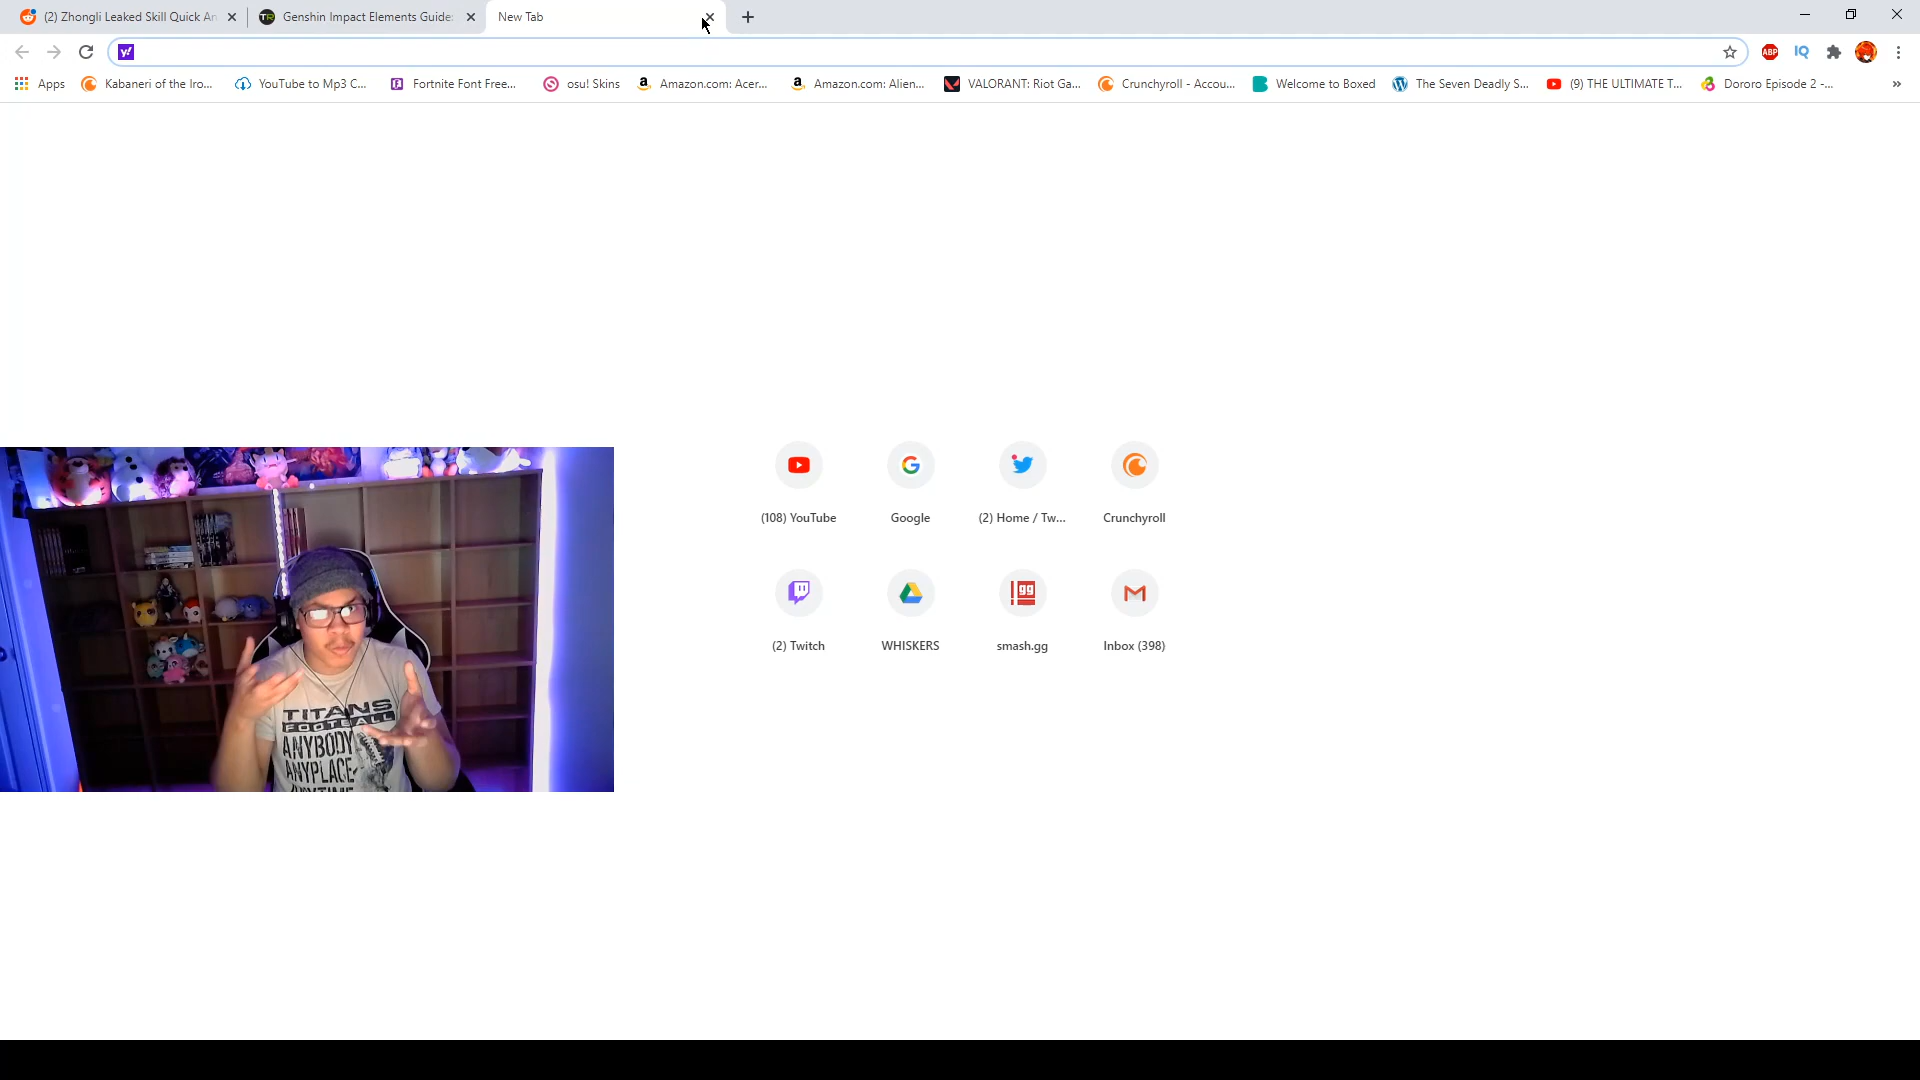 (2) Zhongli Leaked Skill Quick An
Genshin Impact Elements Guide:
New Tab
y!
ABP
IQ
Apps
Kabaneri of the Iro...
YouTube to Mp3 C...
Fortnite Font Free...
osu! Skins
Amazon.com: Acer...
Amazon.com: Alien...
VALORANT: Riot Ga...
Crunchyroll - Accou...
Welcome to Boxed
The Seven Deadly S...
(9) THE ULTIMATE T...
Dororo Episode 2 -...
»
(108) YouTube
Google
(2) Home / Tw...
Crunchyroll
(2) Twitch
WHISKERS
smash.gg
Inbox (398)
TITANS
FOOTBALL
ANYBODY
ANYPLACE
ANYTIME